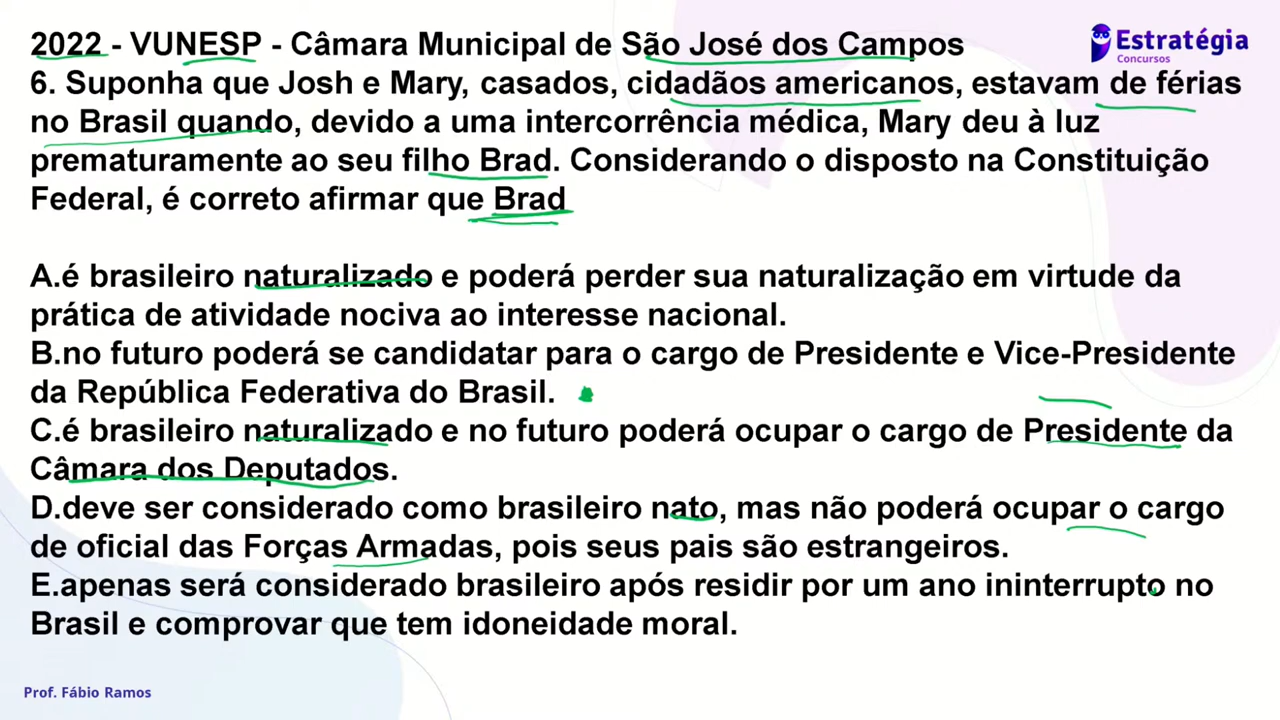 2022 - VUNESP - Câmara Municipal de São José dos Campos
Estratégia
Concursos
6. Suponha que Josh e Mary, casados, cidadãos americanos, estavam de férias
no Brasil quando, devido a uma intercorrência médica, Mary deu à luz
prematuramente ao seu filho Brad. Considerando o disposto na Constituição
Federal, é correto afirmar que Brad
A.é brasileiro naturalizado e poderá perder sua naturalização em virtude da
prática de atividade nociva ao interesse nacional.
B.no futuro poderá se candidatar para o cargo de Presidente e Vice-Presidente
da República Federativa do Brasil.
C.é brasileiro naturalizado e no futuro poderá ocupar o cargo de Presidente da
Câmara dos Deputados.
D.deve ser considerado como brasileiro nato, mas não poderá ocupar o cargo
de oficial das Forças Armadas, pois seus pais são estrangeiros.
E.apenas será considerado brasileiro após residir por um ano ininterrupto no
Brasil e comprovar que tem idoneidade moral.
Prof. Fábio Ramos